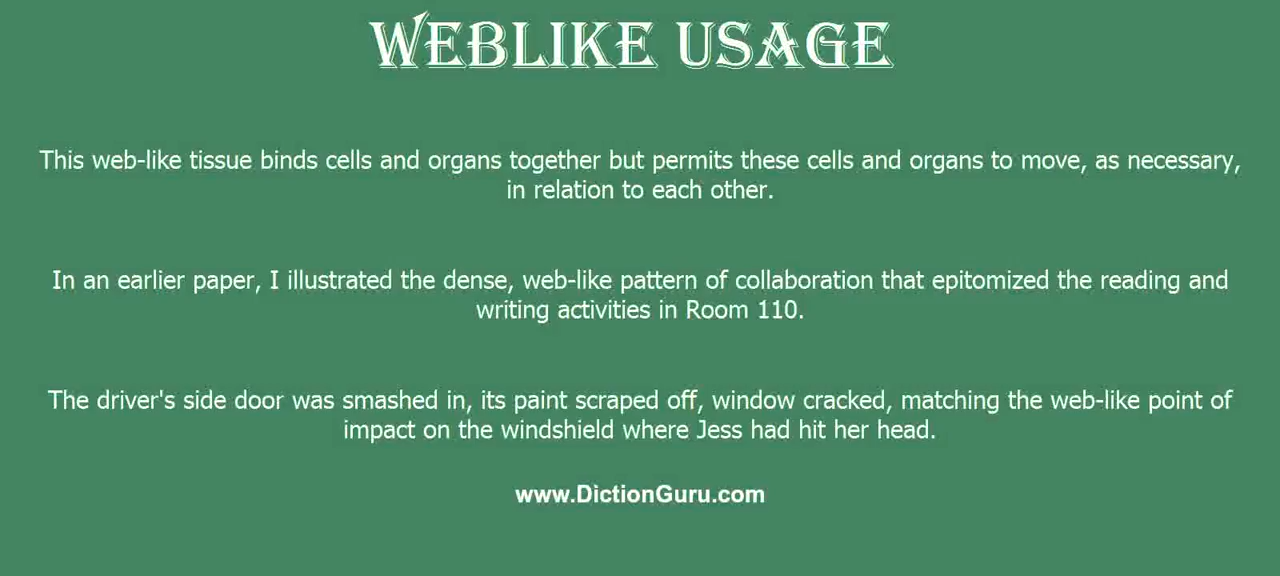 WEBLIKE USAGE
This web-like tissue binds cells and organs together but permits these cells and organs to move, as necessary,
in relation to each other.
In an earlier paper, I illustrated the dense, web-like pattern of collaboration that epitomized the reading and
writing activities in Room 110.
The driver's side door was smashed in, its paint scraped off, window cracked, matching the web-like point of
impact on the windshield where Jess had hit her head.
www.DictionGuru.com